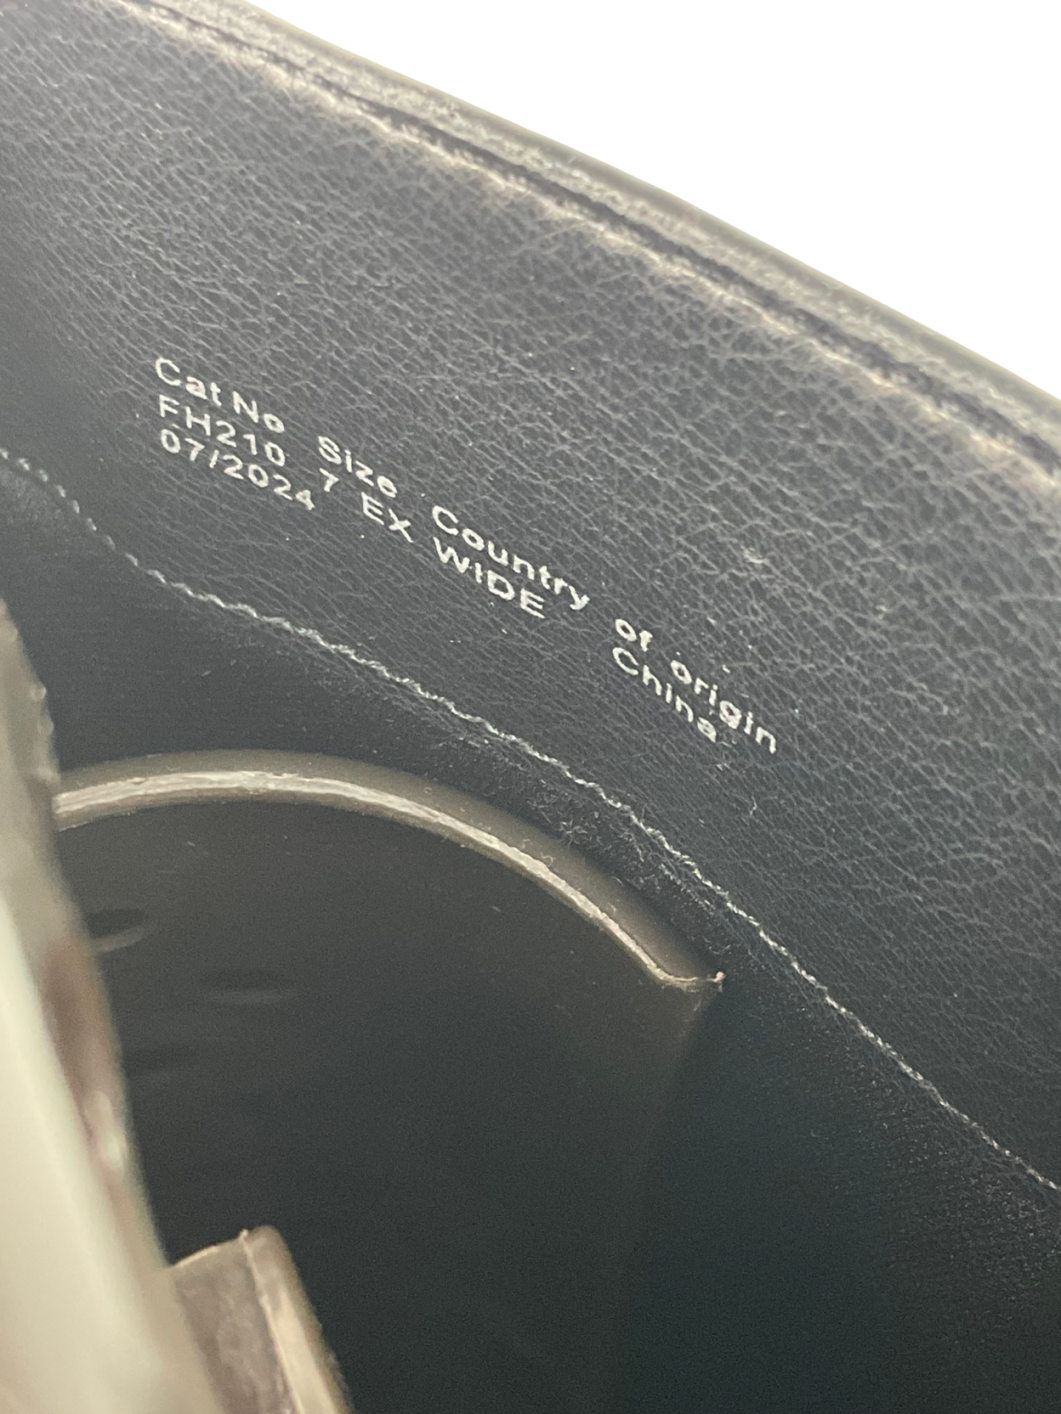 Cat No Size Country of origin
FH210 7 EX WIDE China
07/2024